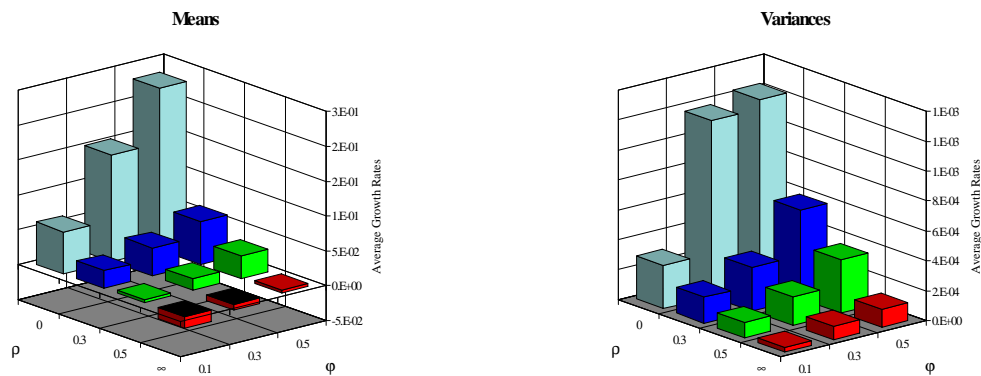 Means
Variances
3.E-01
2.E-01
2.E-01
1.E-01
5.E-02
0.E+00
-5.E-02
Average Growth Rates
0
0.3
0.5
∞
ρ
0.1
0.3
0.5
φ
1.E-03
1.E-03
1.E-03
8.E-04
6.E-04
4.E-04
2.E-04
0.E+00
Average Growth Rates
0
0.3
0.5
∞
ρ
0.1
0.3
0.5
φ